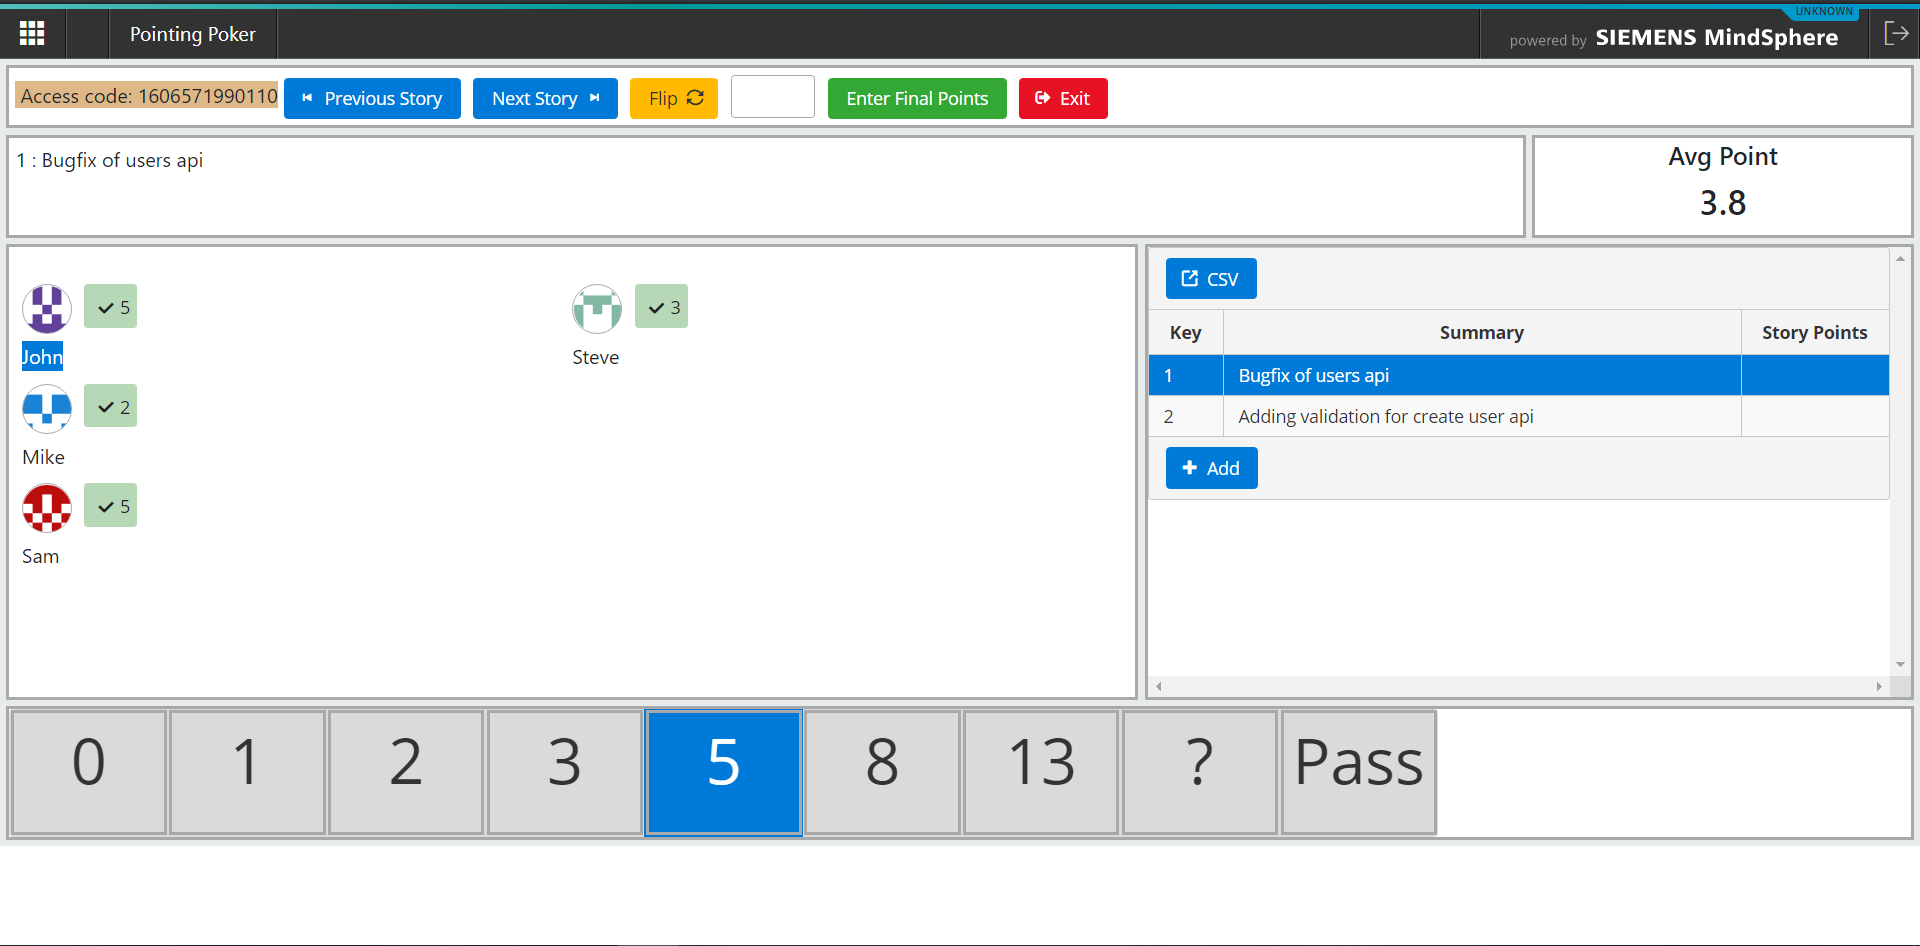 UNKNOWN
Pointing Poker
powered by SIEMENS MindSphere
Access code: 1606571990110
Previous Story
Next Story
Flip
Enter Final Points
Exit
1 : Bugfix of users api
Avg Point
3.8
5
John
2
Mike
5
Sam
3
Steve
CSV
Key Summary Story Points
1 Bugfix of users api
2 Adding validation for create user api
Add
0 1 2 3 5 8 13 ? Pass